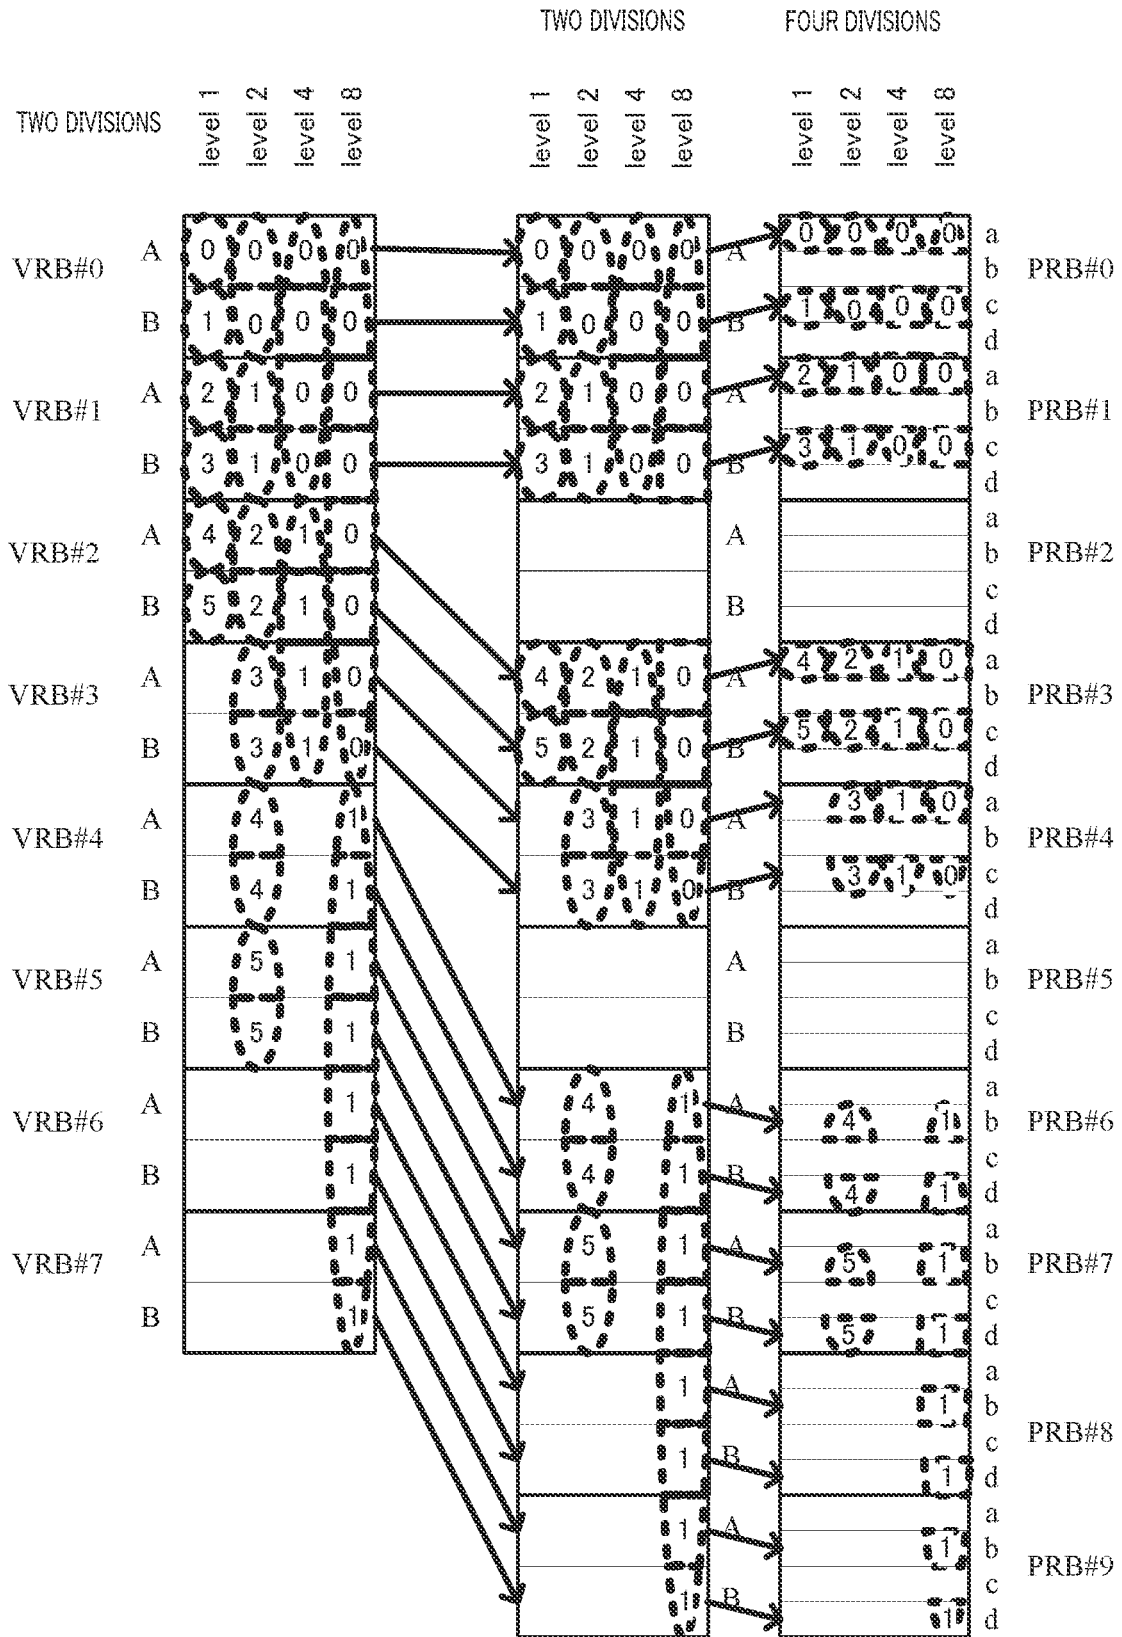 TWO DIVISIONS FOUR DIVISIONS
TWO DIVISIONS level 1 level 2 level 4 level 8 level 1 level 2 level 4 level 8 level 1 level 2 level 4 level 8
VRB#0 A 0 0 0 0 0 0 0 0 A 0 0 0 0 a b PRB#0
B 1 0 0 0 1 0 0 0 B 1 0 0 0 c d
VRB#1 A 2 1 0 0 2 1 0 0 A 2 1 0 0 a b PRB#1
B 3 1 0 0 3 1 0 0 B 3 1 0 0 c d
VRB#2 A 4 2 1 0 A a b PRB#2
B 5 2 1 0 B c d
VRB#3 A 3 1 0 4 2 1 0 A 4 2 1 0 a b PRB#3
B 3 1 0 5 2 1 0 B 5 2 1 0 c d
VRB#4 A 4 1 3 1 0 A 3 1 0 a b PRB#4
B 4 1 3 1 0 B 3 1 0 c d
VRB#5 A 5 1 A a b PRB#5
B 5 1 B c d
VRB#6 A 1 4 1 A 4 1 a b PRB#6
B 1 4 1 B 4 1 c d
VRB#7 A 1 5 1 A 5 1 a b PRB#7
B 1 5 1 B 5 1 c d
1 A 1 a b PRB#8
1 B 1 c d
1 A 1 a b PRB#9
1 B 1 c d